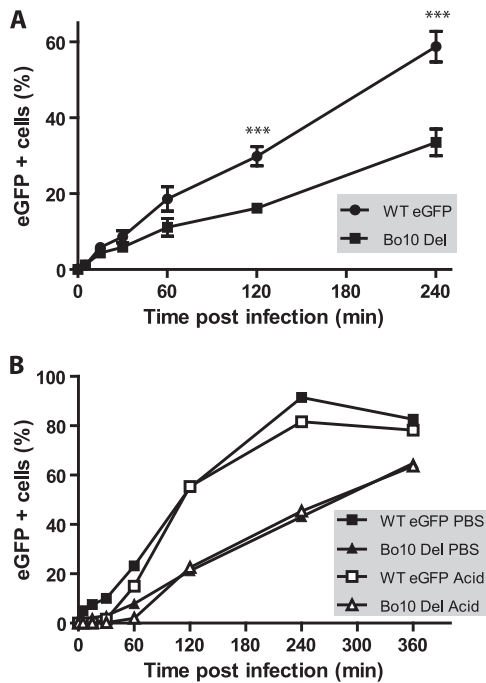 A
***
***
60
40
20
0
eGFP + cells (%)
WT eGFP
Bo10 Del
0 60 120 180 240
Time post infection (min)
B
100
80
60
40
20
0
eGFP + cells (%)
WT eGFP PBS
Bo10 Del PBS
WT eGFP Acid
Bo10 Del Acid
0 60 120 180 240 300 360
Time post infection (min)